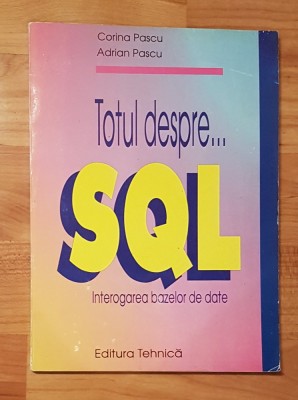 Corina Pascu
Adrian Pascu
Totul despre...
SQL
Interogarea bazelor de date
Editura Tehnică